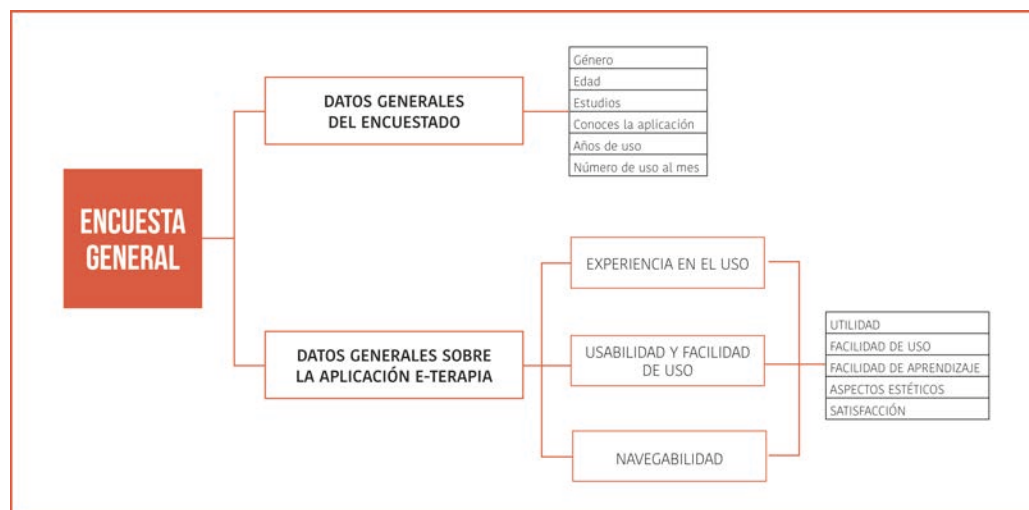 ENCUESTA
GENERAL
DATOS GENERALES
DEL ENCUESTADO
Género
Edad
Estudios
Conoces la aplicación
Años de uso
Número de uso al mes
DATOS GENERALES SOBRE
LA APLICACIÓN E-TERAPIA
EXPERIENCIA EN EL USO
USABILIDAD Y FACILIDAD
DE USO
NAVEGABILIDAD
UTILIDAD
FACILIDAD DE USO
FACILIDAD DE APRENDIZAJE
ASPECTOS ESTÉTICOS
SATISFACCIÓN